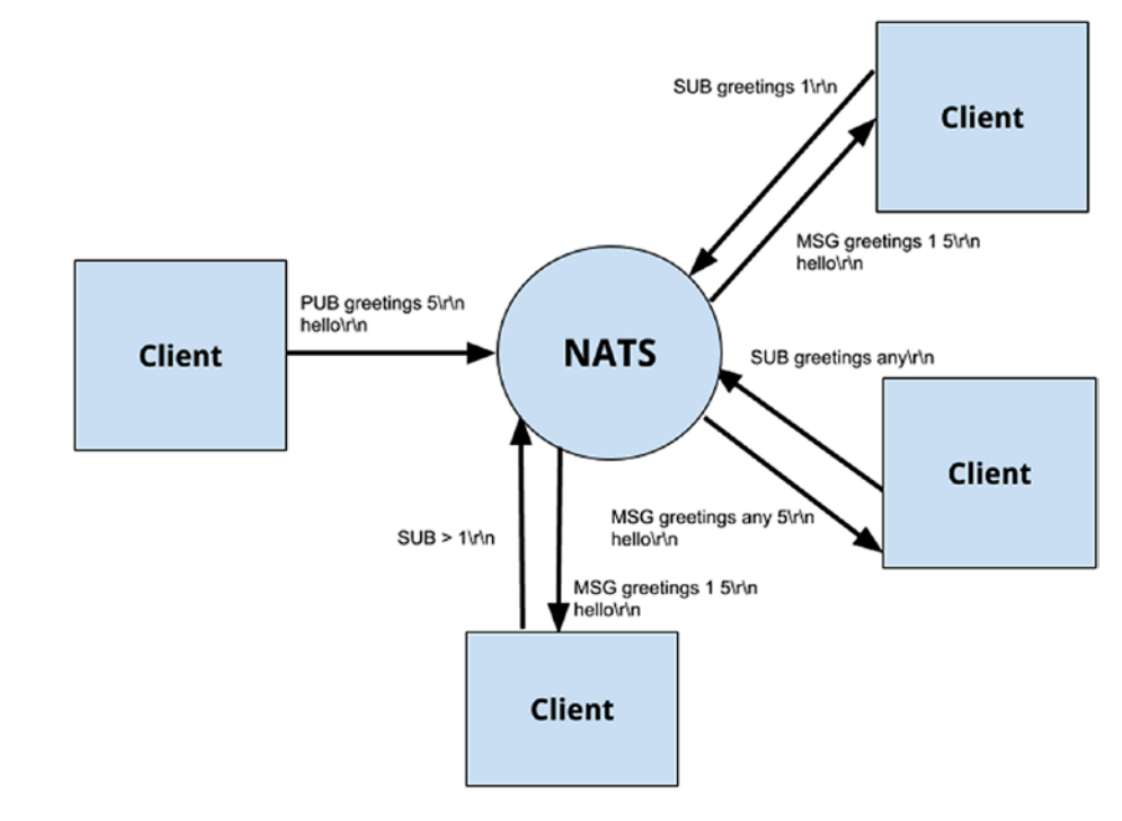 SUB greetings 1\r\n
Client
MSG greetings 1 5\r\n
hello\r\n
PUB greetings 5\r\n
hello\r\n
Client
NATS
SUB greetings any\r\n
Client
MSG greetings any 5\r\n
hello\r\n
SUB > 1\r\n
MSG greetings 1 5\r\n
hello\r\n
Client